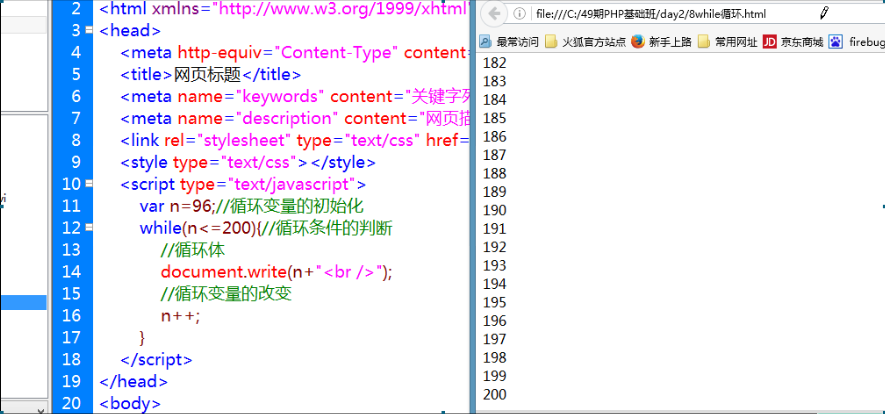 2 <html xmlns="http://www.w3.org/1999/xhtml"
3 <head>
4 <meta http-equiv="Content-Type" content=
5 <title>网页标题</title>
6 <meta name="keywords" content="关键字列
7 <meta name="description" content="网页描
8 <link rel="stylesheet" type="text/css" href=
9 <style type="text/css"></style>
10 <script type="text/javascript">
11 var n=96;//循环变量的初始化
12 while(n<=200){//循环条件的判断
13 //循环体
14 document.write(n+"<br />");
15 //循环变量的改变
16 n++;
17 }
18 </script>
19 </head>
20 <body>
vi
file:///C:/49期PHP基础班/day2/8while循环.html
最常访问 火狐官方站点 新手上路 常用网址 JD 京东商城 百度 firebug
182
183
184
185
186
187
188
189
190
191
192
193
194
195
196
197
198
199
200